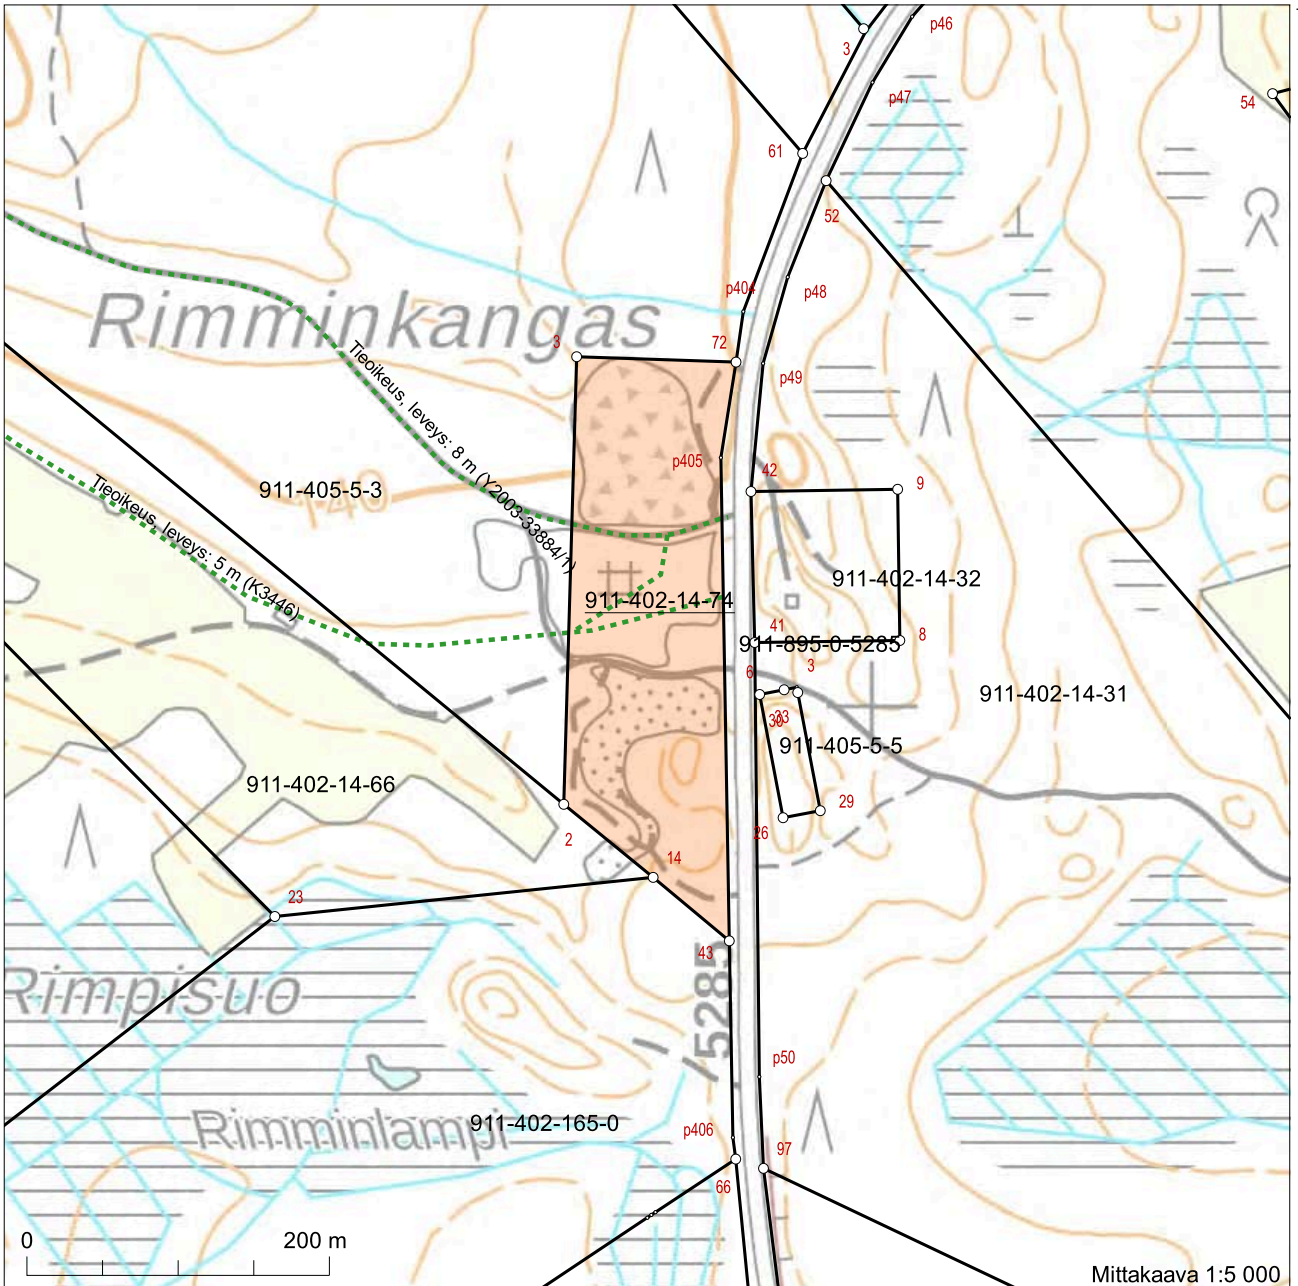 p46
3
p47
54
61
52
p404
p48
Rimminkangas
3
72
p49
Tieoikeus, leveys: 8 m (Y2003-33884/1)
p405
42
9
911-405-5-3
140
Tieoikeus, leveys: 5 m (K3446)
911-402-14-32
911-402-14-74
41
8
911-895-0-5285
6
3
911-402-14-31
30
33
911-405-5-5
911-402-14-66
29
26
2
14
23
43
5285
Rimpisuo
p50
Rimminlampi
911-402-165-0
p406
97
66
0
200 m
Mittakaava 1:5 000